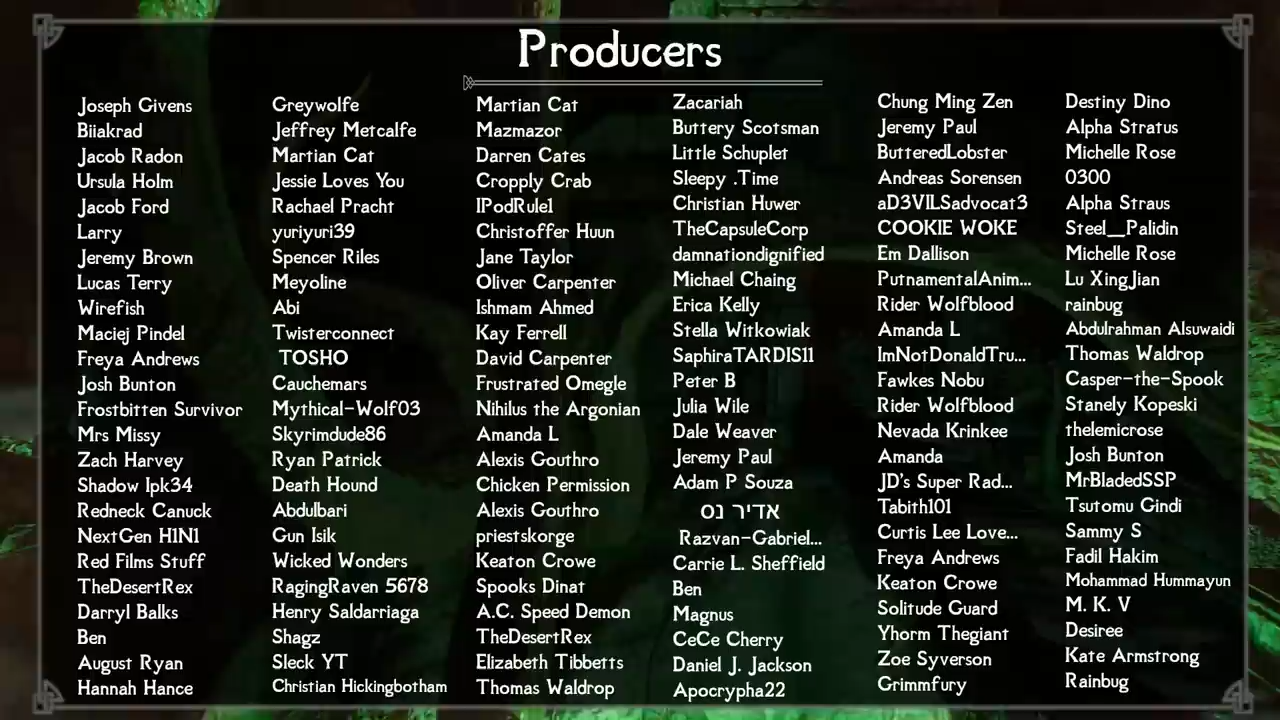 Producers
Joseph Givens
Biiakrad
Jacob Radon
Ursula Holm
Jacob Ford
Larry
Jeremy Brown
Lucas Terry
Wirefish
Maciej Pindel
Freya Andrews
Josh Bunton
Frostbitten Survivor
Mrs Missy
Zach Harvey
Shadow Ipk34
Redneck Canuck
NextGen H1N1
Red Films Stuff
TheDesertRex
Darryl Balks
Ben
August Ryan
Hannah Hance
Greywolfe
Jeffrey Metcalfe
Martian Cat
Jessie Loves You
Rachael Pracht
yuriyuri39
Spencer Riles
Meyoline
Abi
Twisterconnect
TOSHO
Cauchemars
Mythical-Wolf03
Skyrimdude86
Ryan Patrick
Death Hound
Abdulbari
Gun Isik
Wicked Wonders
RagingRaven 5678
Henry Saldarriaga
Shagz
Sleck YT
Christian Hickingbotham
Martian Cat
Mazmazor
Darren Cates
Cropply Crab
IPodRule1
Christoffer Huun
Jane Taylor
Oliver Carpenter
Ishmam Ahmed
Kay Ferrell
David Carpenter
Frustrated Omegle
Nihilus the Argonian
Amanda L
Alexis Gouthro
Chicken Permission
Alexis Gouthro
priestskorge
Keaton Crowe
Spooks Dinat
A.C. Speed Demon
TheDesertRex
Elizabeth Tibbetts
Thomas Waldrop
Zacariah
Buttery Scotsman
Little Schuplet
Sleepy .Time
Christian Huwer
TheCapsuleCorp
damnationdignified
Michael Chaing
Erica Kelly
Stella Witkowiak
SaphiraTARDIS11
Peter B
Julia Wile
Dale Weaver
Jeremy Paul
Adam P Souza
אדיר נס
Razvan-Gabriel...
Carrie L. Sheffield
Ben
Magnus
CeCe Cherry
Daniel J. Jackson
Apocrypha22
Chung Ming Zen
Jeremy Paul
ButteredLobster
Andreas Sorensen
aD3VILSadvocat3
COOKIE WOKE
Em Dallison
PutnamentalAnim...
Rider Wolfblood
Amanda L
ImNotDonaldTru...
Fawkes Nobu
Rider Wolfblood
Nevada Krinkee
Amanda
JD's Super Rad...
Tabith101
Curtis Lee Love...
Freya Andrews
Keaton Crowe
Solitude Guard
Yhorm Thegiant
Zoe Syverson
Grimmfury
Destiny Dino
Alpha Stratus
Michelle Rose
0300
Alpha Straus
Steel__Palidin
Michelle Rose
Lu XingJian
rainbug
Abdulrahman Alsuwaidi
Thomas Waldrop
Casper-the-Spook
Stanely Kopeski
thelemicrose
Josh Bunton
MrBladedSSP
Tsutomu Gindi
Sammy S
Fadil Hakim
Mohammad Hummayun
M. K. V
Desiree
Kate Armstrong
Rainbug